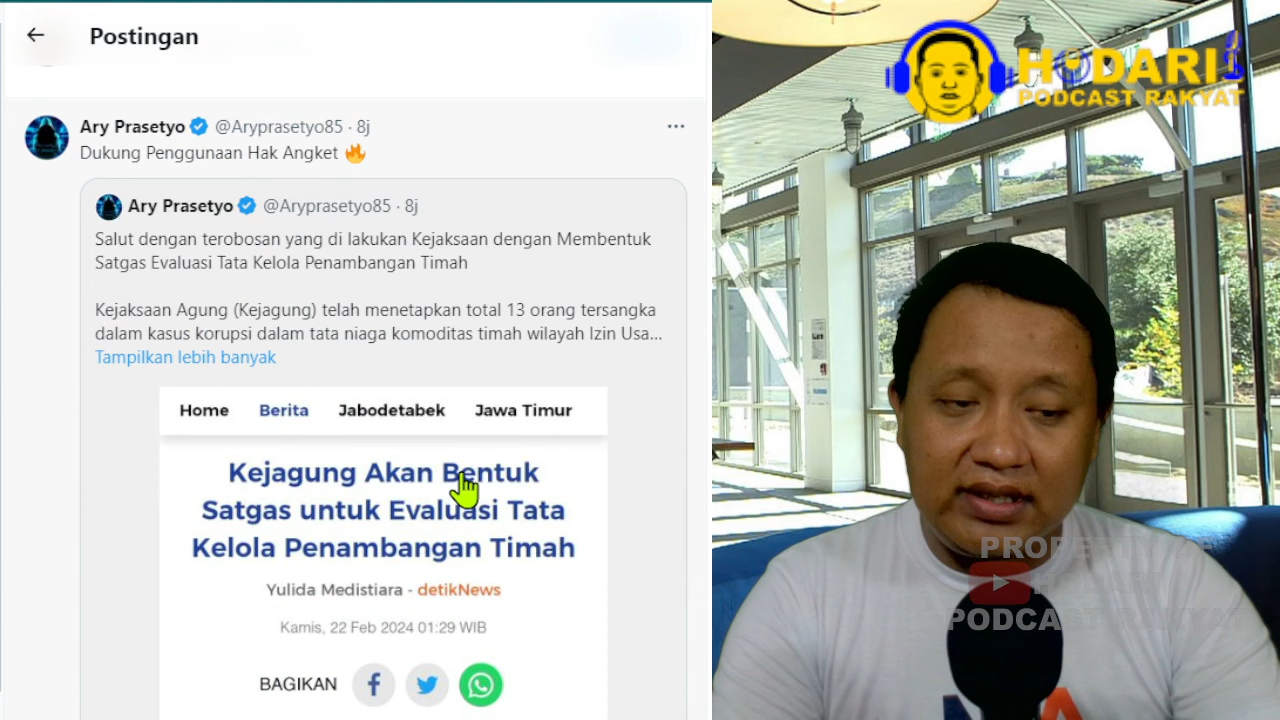 Postingan
Ary Prasetyo @Aryprasetyo85 · 8j
Dukung Penggunaan Hak Angket 🔥
Ary Prasetyo @Aryprasetyo85 · 8j
Salut dengan terobosan yang di lakukan Kejaksaan dengan Membentuk
Satgas Evaluasi Tata Kelola Penambangan Timah
Kejaksaan Agung (Kejagung) telah menetapkan total 13 orang tersangka
dalam kasus korupsi dalam tata niaga komoditas timah wilayah Izin Usa...
Tampilkan lebih banyak
Home Berita Jabodetabek Jawa Timur
Kejagung Akan Bentuk
Satgas untuk Evaluasi Tata
Kelola Penambangan Timah
Yulida Medistiara - detikNews
Kamis, 22 Feb 2024 01:29 WIB
BAGIKAN
HODARI
PODCAST RAKYAT
PODCAST RAKYAT